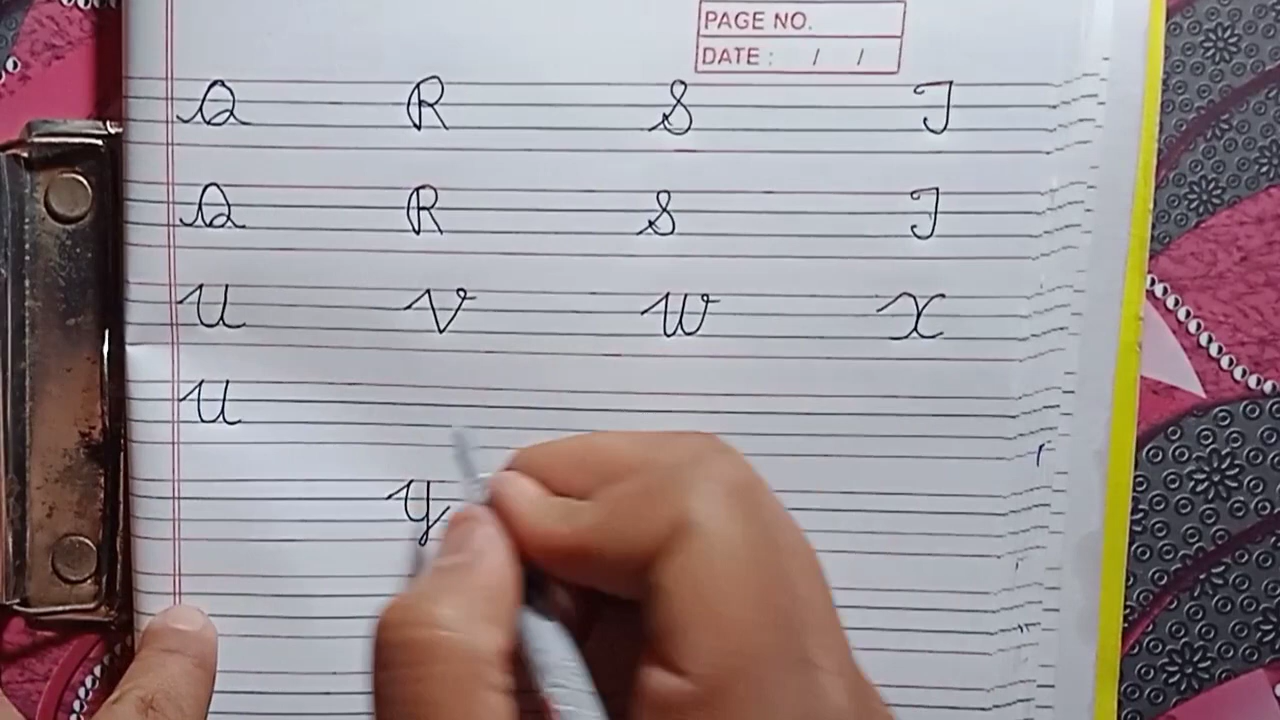 PAGE NO.
DATE : / /
Q R S T
Q R S T
U V W X
U
Y